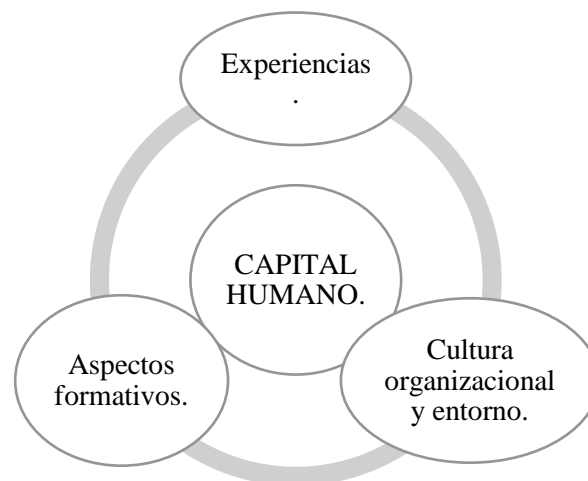 Experiencias
.
CAPITAL
HUMANO.
Aspectos
formativos.
Cultura
organizacional
y entorno.